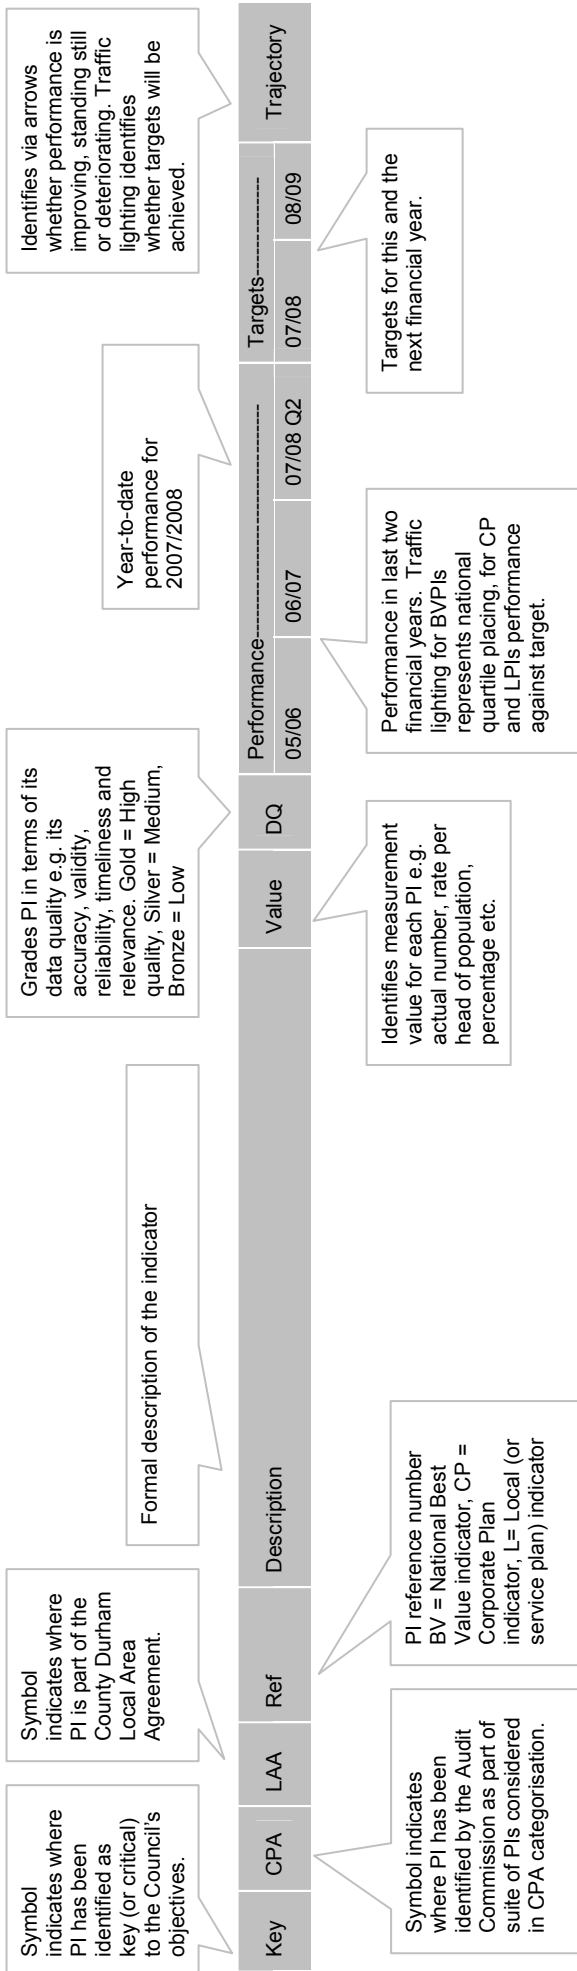 Symbol
indicates where
PI has been
identified as
key (or critical)
to the Council's
objectives.
Symbol
indicates where
PI is part of the
County Durham
Local Area
Agreement.
Formal description of the indicator
Grades PI in terms of its
data quality e.g. its
accuracy, validity,
reliability, timeliness and
relevance. Gold = High
quality, Silver = Medium,
Bronze = Low
Year-to-date
performance for
2007/2008
Identifies via arrows
whether performance is
improving, standing still
or deteriorating. Traffic
lighting identifies
whether targets will be
achieved.
Key CPA LAA Ref Description Value DQ Performance----------------------------------- Targets--------------- Trajectory
05/06 06/07 07/08 Q2 07/08 08/09
Symbol indicates
where PI has been
identified by the Audit
Commission as part of
suite of PIs considered
in CPA categorisation.
PI reference number
BV = National Best
Value indicator, CP =
Corporate Plan
indicator, L= Local (or
service plan) indicator
Identifies measurement
value for each PI e.g.
actual number, rate per
head of population,
percentage etc.
Performance in last two
financial years. Traffic
lighting for BVPIs
represents national
quartile placing, for CP
and LPIs performance
against target.
Targets for this and the
next financial year.